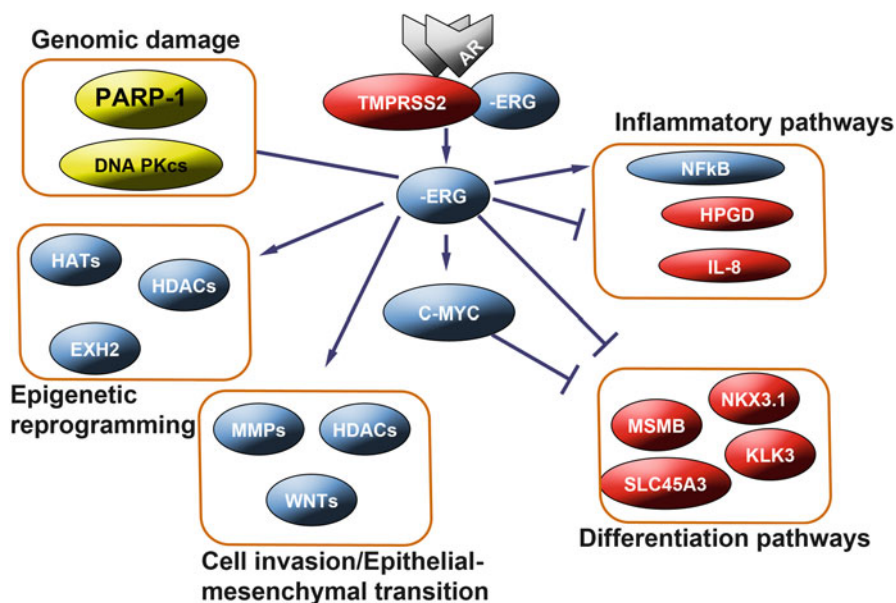 Genomic damage
PARP-1
DNA PKcs
AR
TMPRSS2
-ERG
-ERG
C-MYC
Inflammatory pathways
NFkB
HPGD
IL-8
HATs
HDACs
EXH2
Epigenetic
reprogramming
MMPs
HDACs
WNTs
Cell invasion/Epithelial-
mesenchymal transition
NKX3.1
MSMB
KLK3
SLC45A3
Differentiation pathways